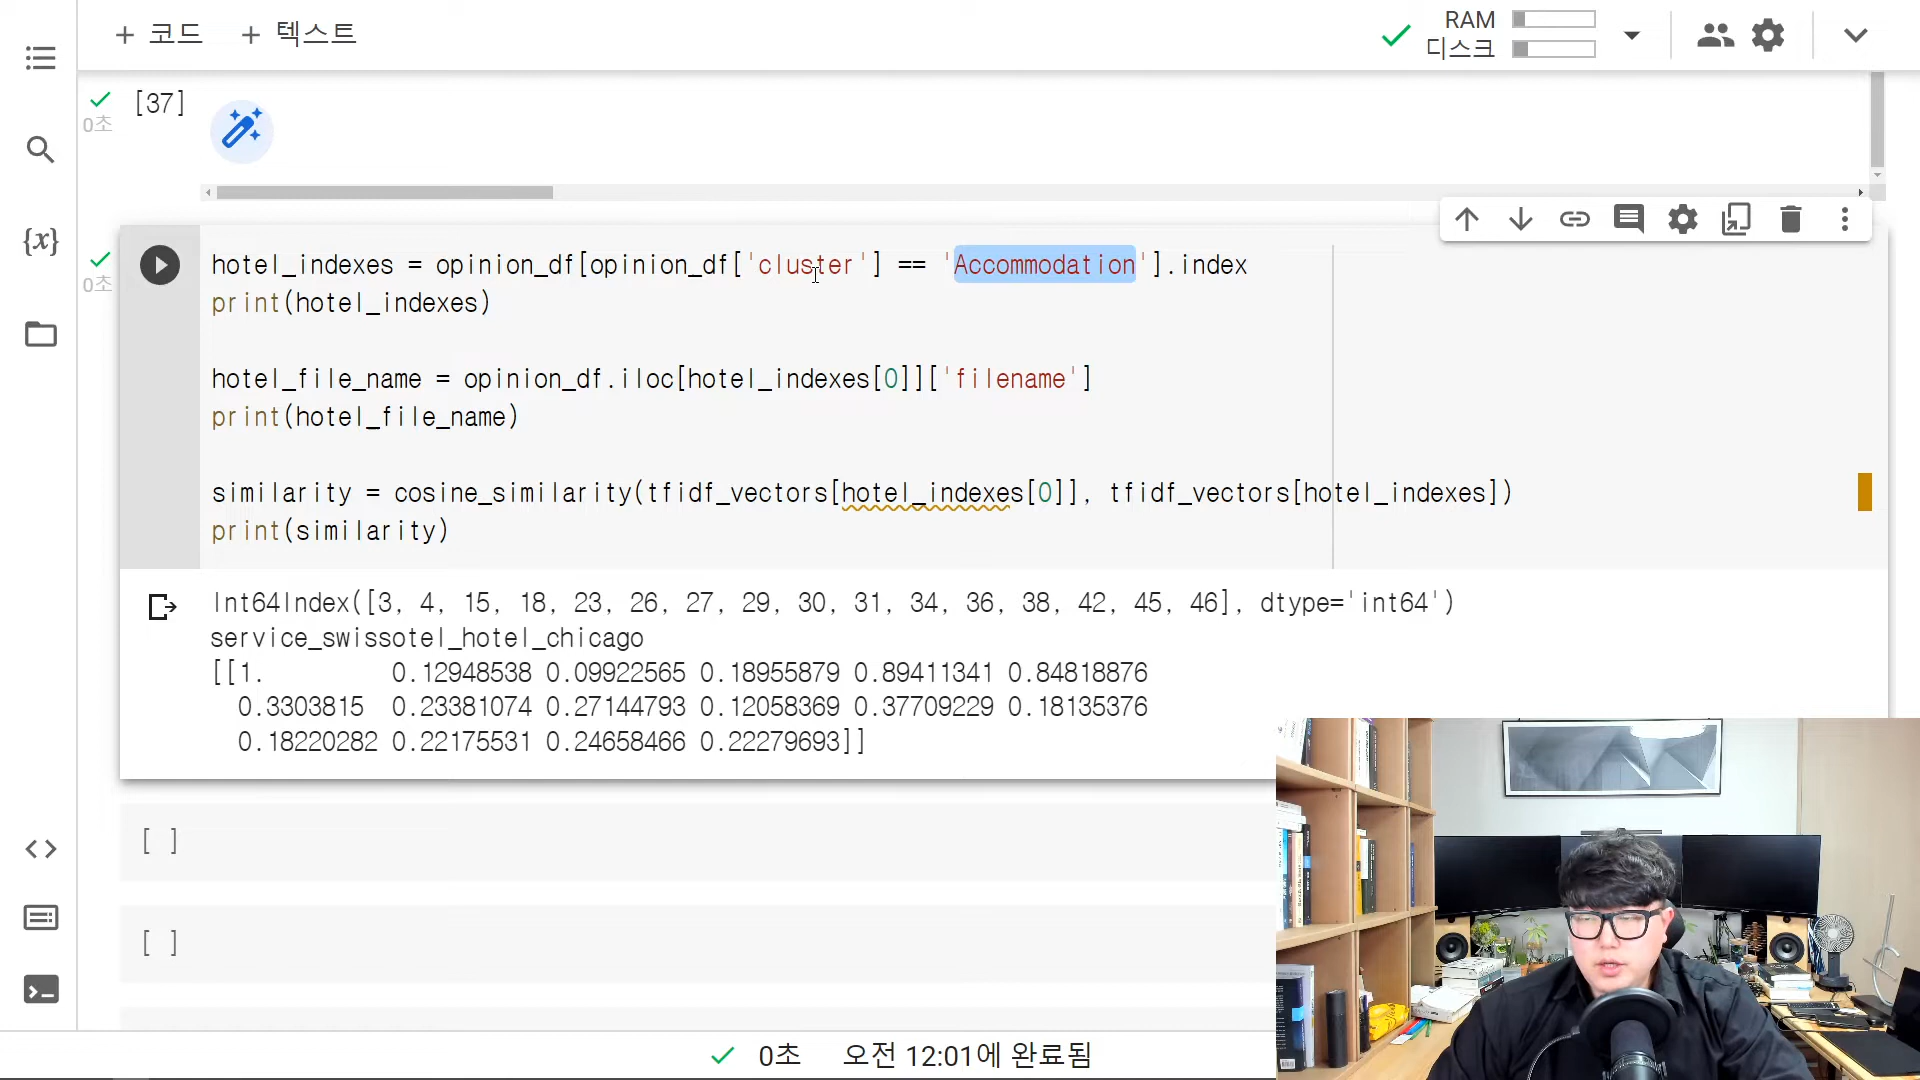 + 코드 + 텍스트
RAM
디스크
[37]
0초
{x}
0초
hotel_indexes = opinion_df[opinion_df['cluster'] == 'Accommodation'].index
print(hotel_indexes)
hotel_file_name = opinion_df.iloc[hotel_indexes[0]]['filename']
print(hotel_file_name)
similarity = cosine_similarity(tfidf_vectors[hotel_indexes[0]], tfidf_vectors[hotel_indexes])
print(similarity)
Int64Index([3, 4, 15, 18, 23, 26, 27, 29, 30, 31, 34, 36, 38, 42, 45, 46], dtype='int64')
service_swissotel_hotel_chicago
[[1. 0.12948538 0.09922565 0.18955879 0.89411341 0.84818876
0.3303815 0.23381074 0.27144793 0.12058369 0.37709229 0.18135376
0.18220282 0.22175531 0.24658466 0.22279693]]
[ ]
[ ]
0초 오전 12:01에 완료됨